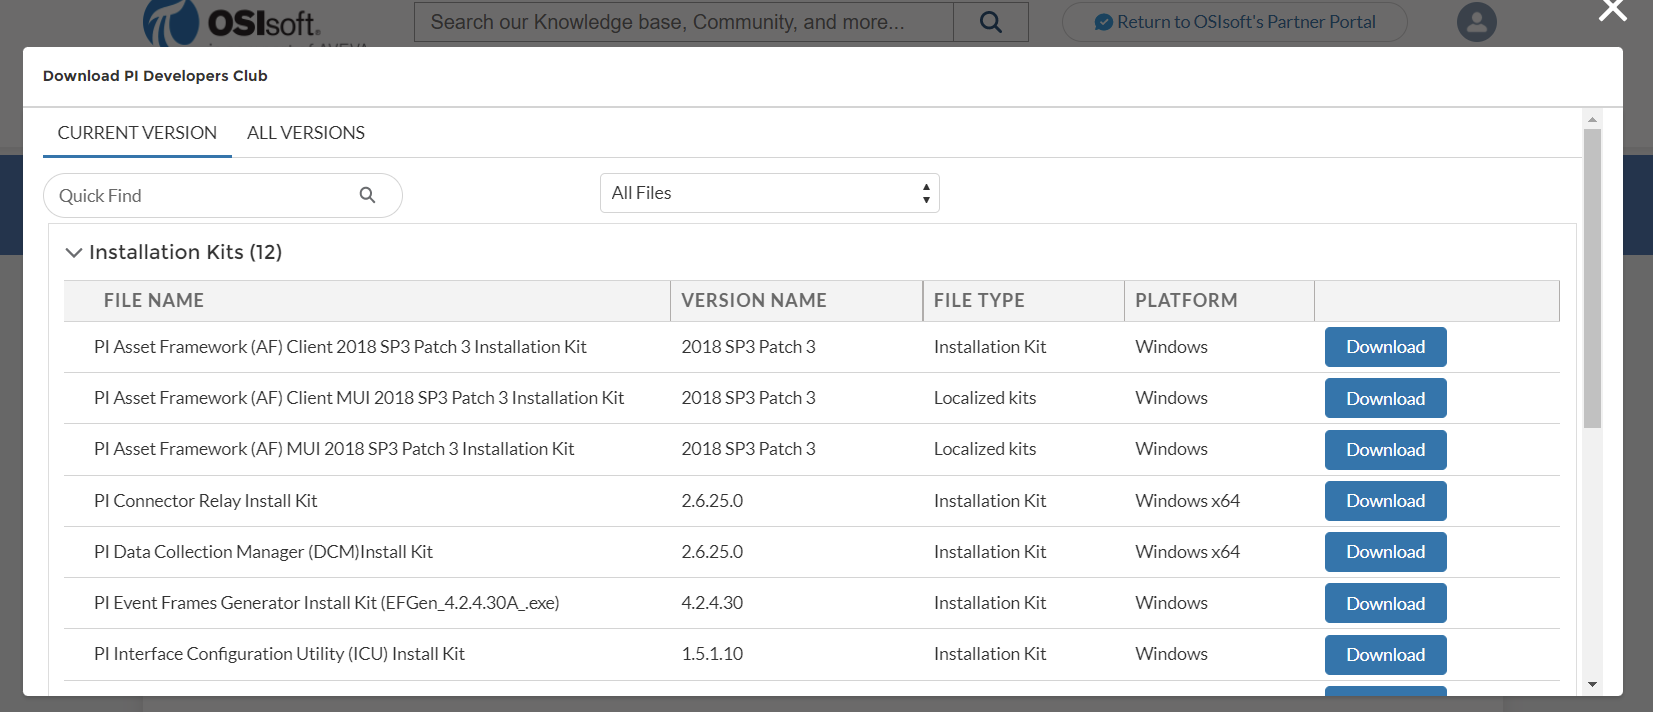 OSIsoft.
Search our Knowledge base, Community, and more...
Return to OSIsoft's Partner Portal
Download PI Developers Club
CURRENT VERSION
ALL VERSIONS
Quick Find
All Files
Installation Kits (12)
FILE NAME VERSION NAME FILE TYPE PLATFORM
PI Asset Framework (AF) Client 2018 SP3 Patch 3 Installation Kit 2018 SP3 Patch 3 Installation Kit Windows Download
PI Asset Framework (AF) Client MUI 2018 SP3 Patch 3 Installation Kit 2018 SP3 Patch 3 Localized kits Windows Download
PI Asset Framework (AF) MUI 2018 SP3 Patch 3 Installation Kit 2018 SP3 Patch 3 Localized kits Windows Download
PI Connector Relay Install Kit 2.6.25.0 Installation Kit Windows x64 Download
PI Data Collection Manager (DCM)Install Kit 2.6.25.0 Installation Kit Windows x64 Download
PI Event Frames Generator Install Kit (EFGen_4.2.4.30A_.exe) 4.2.4.30 Installation Kit Windows Download
PI Interface Configuration Utility (ICU) Install Kit 1.5.1.10 Installation Kit Windows Download